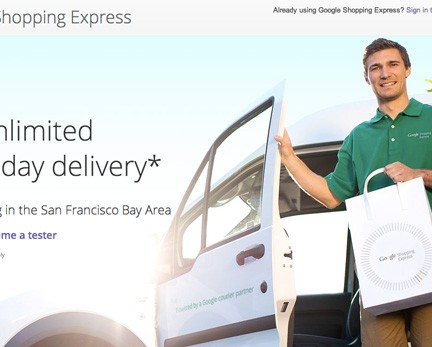 Shopping Express
Already using Google Shopping Express? Sign in t
nlimited
day delivery*
g in the San Francisco Bay Area
me a tester
ly
Powered by a Google courier partner
Google Shopping
Express
Google Shopping
Express